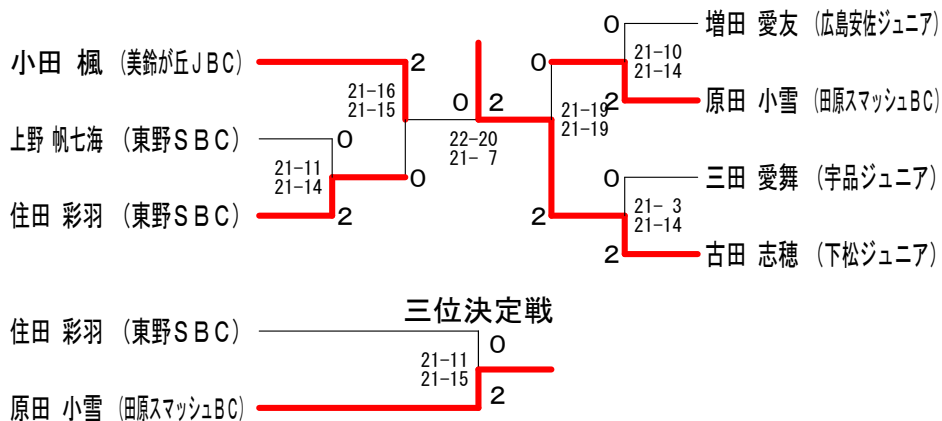 増田 愛友 (広島安佐ジュニア)
0
小田 楓 (美鈴が丘JBC)
2
0
21-10
21-14
21-16
21-15
0
2
21-19
21-19
2
原田 小雪 (田原スマッシュBC)
上野 帆七海 (東野SBC)
0
22-20
21- 7
21-11
21-14
0
0
三田 愛舞 (宇品ジュニア)
住田 彩羽 (東野SBC)
2
2
21- 3
21-14
2
古田 志穂 (下松ジュニア)
三位決定戦
住田 彩羽 (東野SBC)
0
21-11
21-15
2
原田 小雪 (田原スマッシュBC)